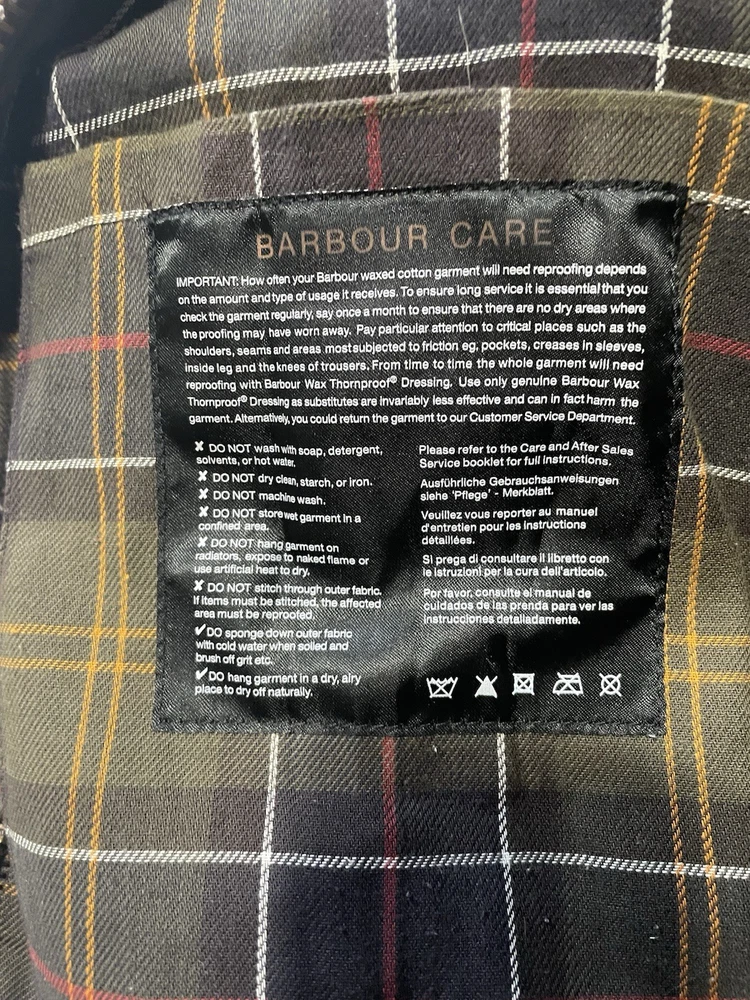 BARBOUR CARE
IMPORTANT: How often your Barbour waxed cotton garment will need reproofing depends
on the amount and type of usage it receives. To ensure long service it is essential that you
check the garment regularly, say once a month to ensure that there are no dry areas where
the proofing may have worn away. Pay particular attention to critical places such as the
shoulders, seams and areas most subjected to friction eg. pockets, creases in sleeves,
inside leg and the knees of trousers. From time to time the whole garment will need
reproofing with Barbour Wax Thornproof® Dressing. Use only genuine Barbour Wax
Thornproof® Dressing as substitutes are invariably less effective and can in fact harm the
garment. Alternatively, you could return the garment to our Customer Service Department.
✘ DO NOT wash with soap, detergent,
solvents, or hot water.
✘ DO NOT dry clean, starch, or iron.
✘ DO NOT machine wash.
✘ DO NOT store wet garment in a
confined area.
✘ DO NOT hang garment on
radiators, expose to naked flame or
use artificial heat to dry.
✘ DO NOT stitch through outer fabric.
If items must be stitched, the affected
area must be reproofed.
✔ DO sponge down outer fabric
with cold water when soiled and
brush off grit etc.
✔ DO hang garment in a dry, airy
place to dry off naturally.
Please refer to the Care and After Sales
Service booklet for full instructions.
Ausführliche Gebrauchsanweisungen
siehe 'Pflege' - Merkblatt.
Veuillez vous reporter au manuel
d'entretien pour les instructions
détaillées.
Si prega di consultare il libretto con
le istruzioni per la cura dell'articolo.
Por favor, consulte el manual de
cuidados de las prenda para ver las
instrucciones detalladamente.